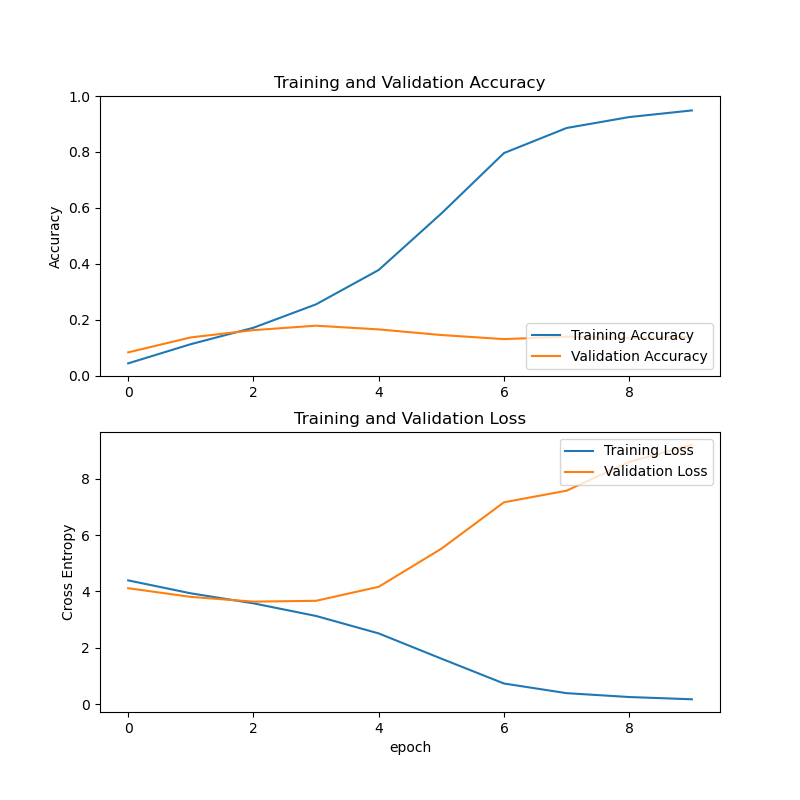 Training and Validation Accuracy
1.0
0.8
0.6
0.4
0.2
0.0
Accuracy
Training Accuracy
Validation Accuracy
0 2 4 6 8
Training and Validation Loss
8
6
4
2
0
Cross Entropy
Training Loss
Validation Loss
0 2 4 6 8
epoch